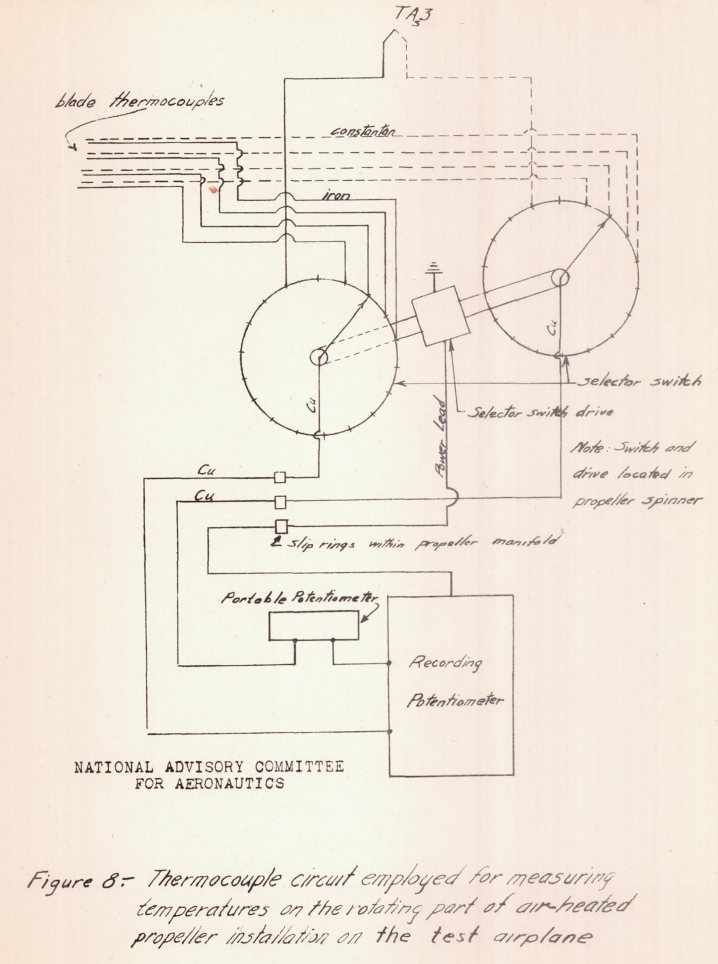 TA₅3
blade thermocouples
constantan
iron
Cu
Cu
selector switch
Selector switch drive
Power Lead
Note: Switch and
drive located in
propeller spinner
Cu
Cu
slip rings within propeller manifold
Portable Potentiometer
Recording
Potentiometer
NATIONAL ADVISORY COMMITTEE
FOR AERONAUTICS
Figure 8:- Thermocouple circuit employed for measuring
temperatures on the rotating part of air-heated
propeller installation on the test airplane